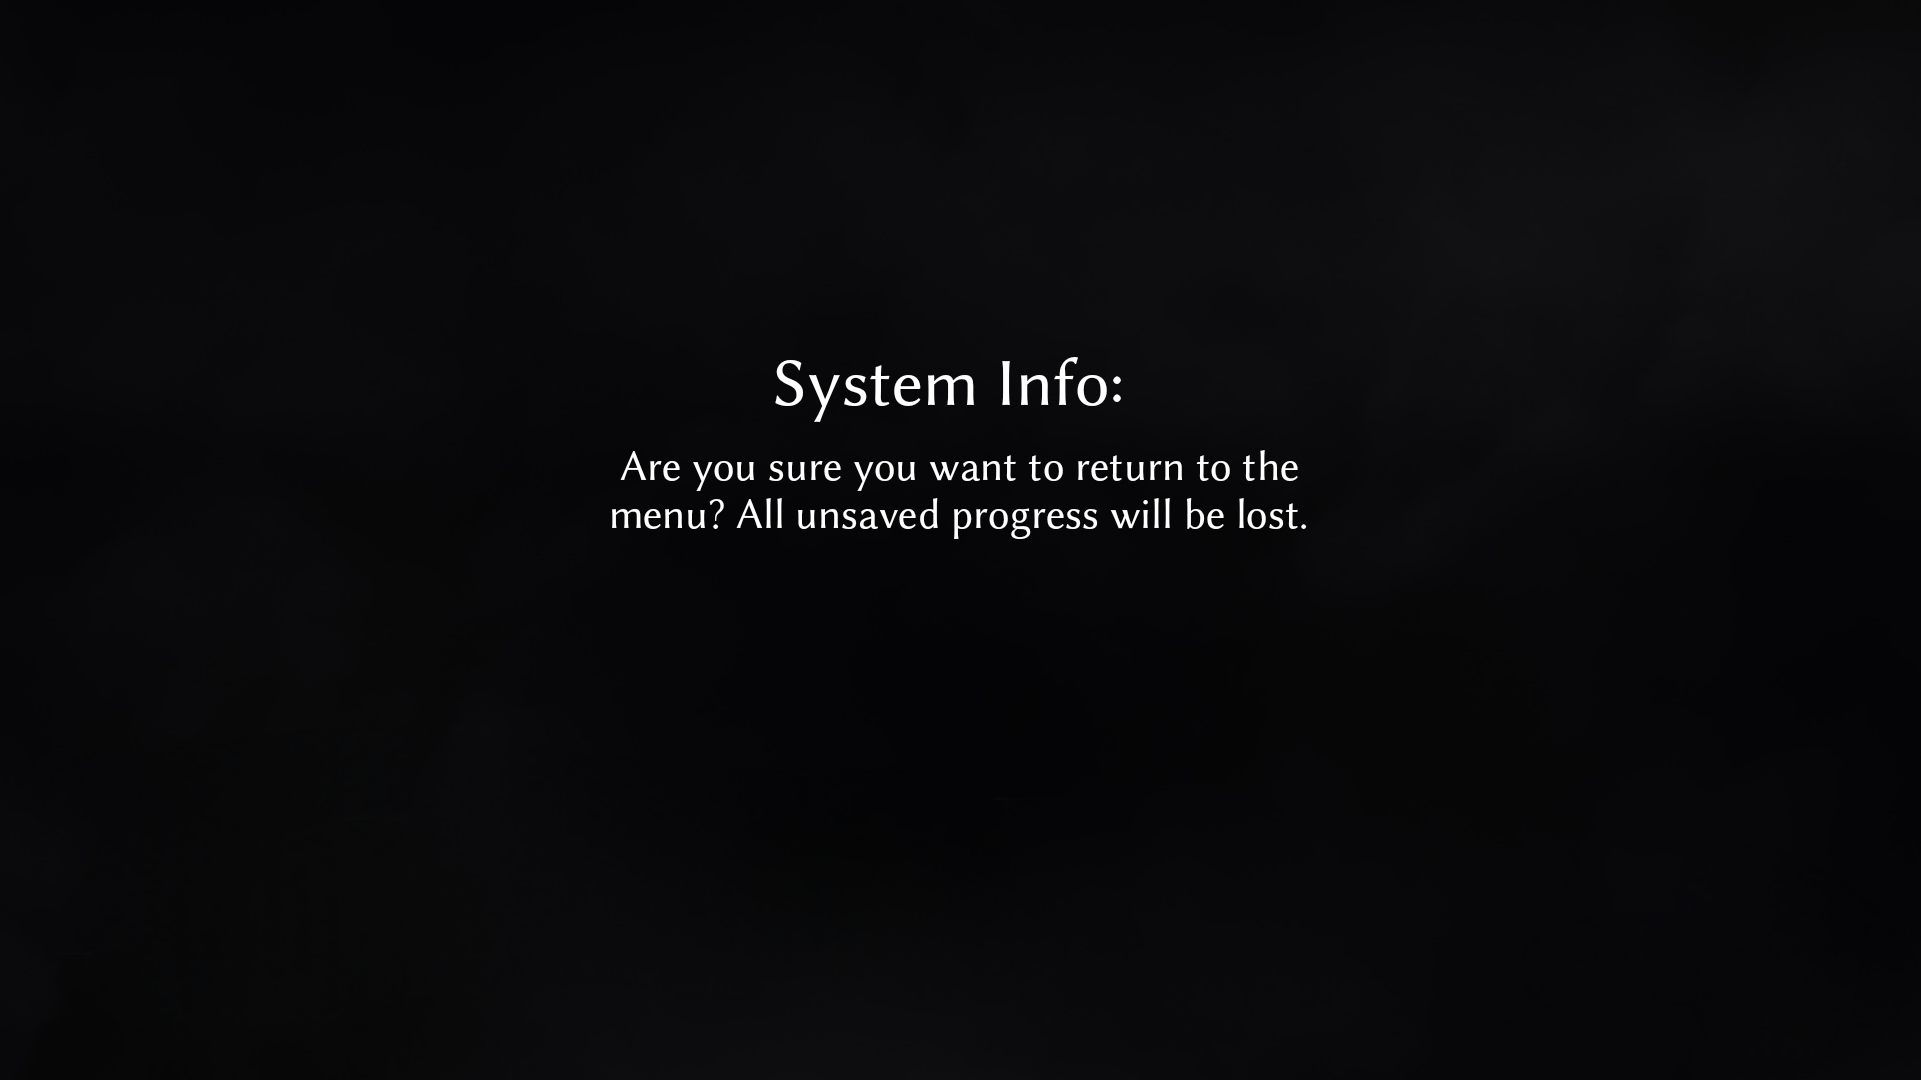 System Info:
Are you sure you want to return to the
menu? All unsaved progress will be lost.